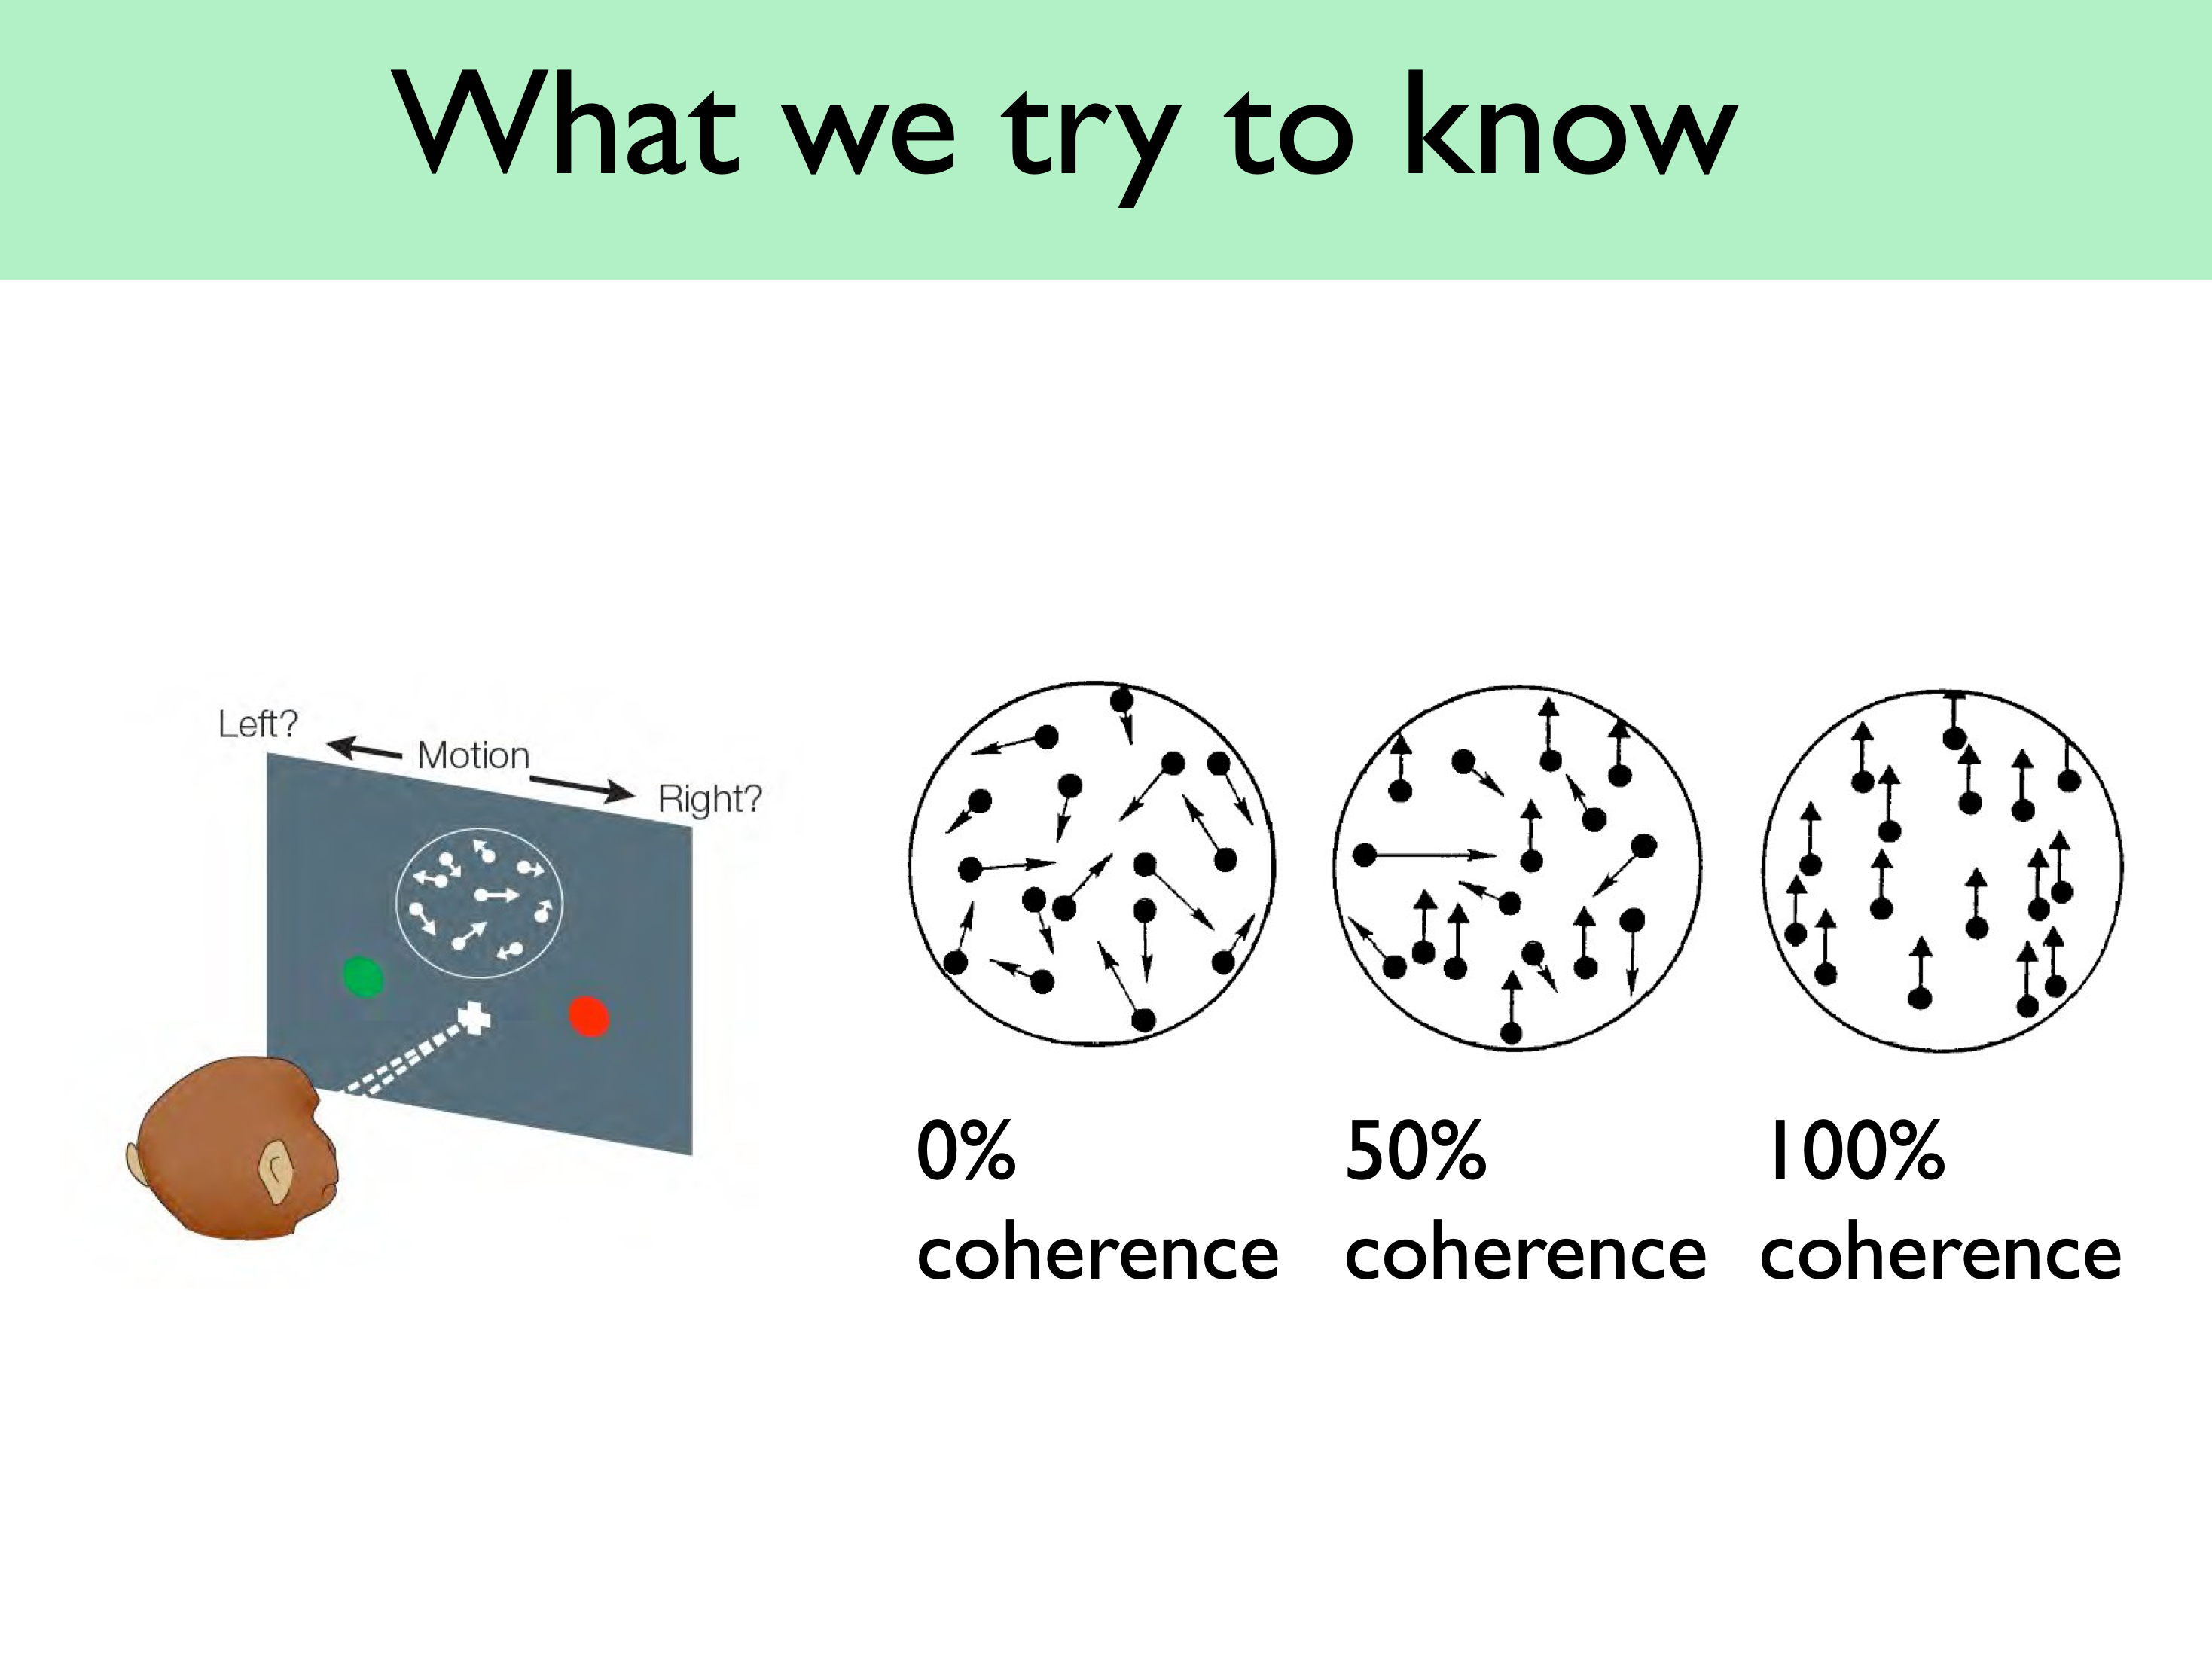 What we try to know
Left?
Motion
Right?
0%
coherence
50%
coherence
100%
coherence